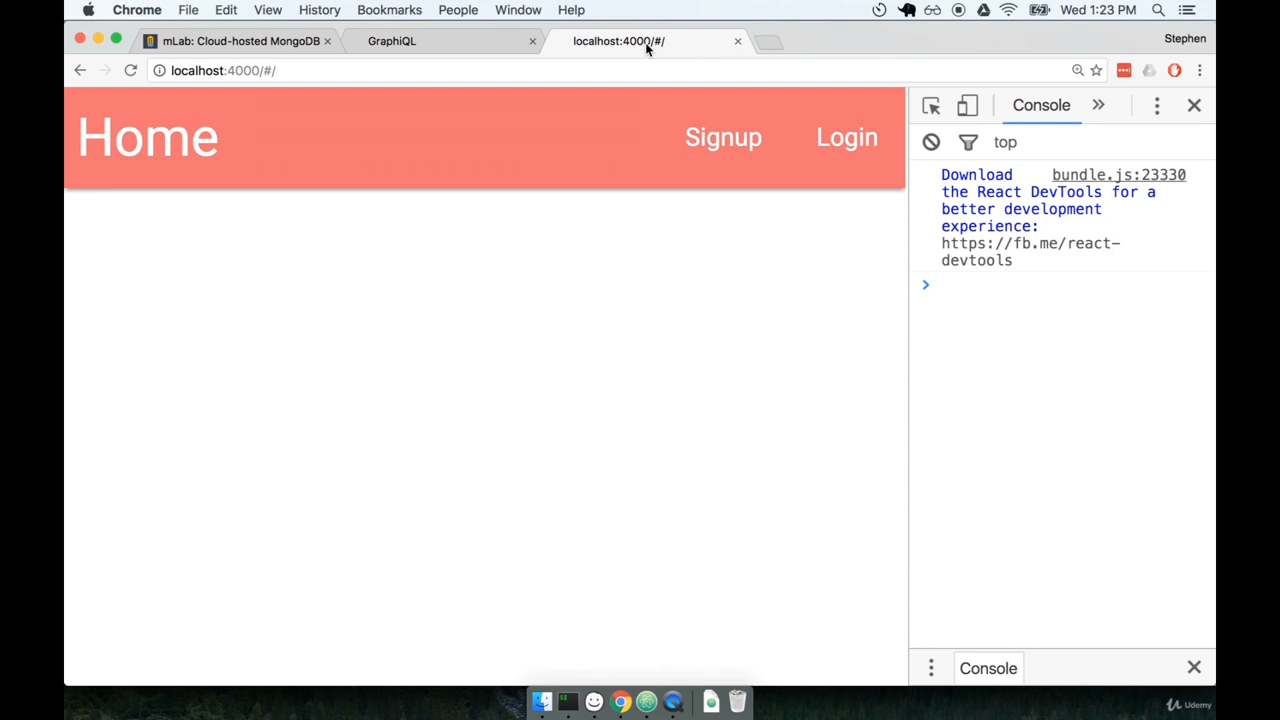 Chrome File Edit View History Bookmarks People Window Help Wed 1:23 PM
mLab: Cloud-hosted MongoDB GraphiQL localhost:4000/#/ Stephen
localhost:4000/#/
Home Signup Login
Console
top
Download bundle.js:23330
the React DevTools for a
better development
experience:
https://fb.me/react-
devtools
Console
Udemy